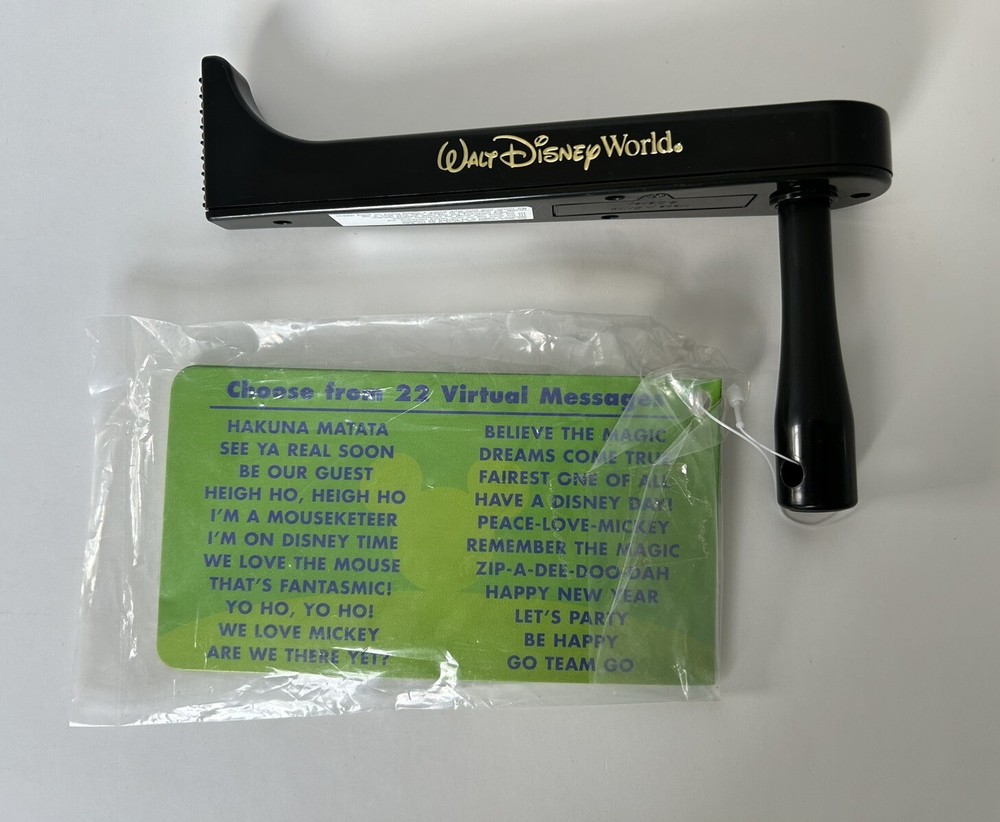 WALT DISNEY World.
Choose from 22 Virtual Messages
HAKUNA MATATA
SEE YA REAL SOON
BE OUR GUEST
HEIGH HO, HEIGH HO
I'M A MOUSEKETEER
I'M ON DISNEY TIME
WE LOVE THE MOUSE
THAT'S FANTASMIC!
YO HO, YO HO!
WE LOVE MICKEY
ARE WE THERE YET?
BELIEVE THE MAGIC
DREAMS COME TRUE
FAIREST ONE OF ALL
HAVE A DISNEY DAY!
PEACE-LOVE-MICKEY
REMEMBER THE MAGIC
ZIP-A-DEE-DOO-DAH
HAPPY NEW YEAR
LET'S PARTY
BE HAPPY
GO TEAM GO